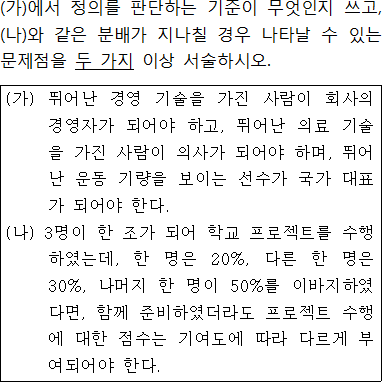 (가)에서 정의를 판단하는 기준이 무엇인지 쓰고,
(나)와 같은 분배가 지나칠 경우 나타날 수 있는
문제점을 두 가지 이상 서술하시오.
(가) 뛰어난 경영 기술을 가진 사람이 회사의
경영자가 되어야 하고, 뛰어난 의료 기술
을 가진 사람이 의사가 되어야 하며, 뛰어
난 운동 기량을 보이는 선수가 국가 대표
가 되어야 한다.
(나) 3명이 한 조가 되어 학교 프로젝트를 수행
하였는데, 한 명은 20%, 다른 한 명은
30%, 나머지 한 명이 50%를 이바지하였
다면, 함께 준비하였더라도 프로젝트 수행
에 대한 점수는 기여도에 따라 다르게 부
여되어야 한다.